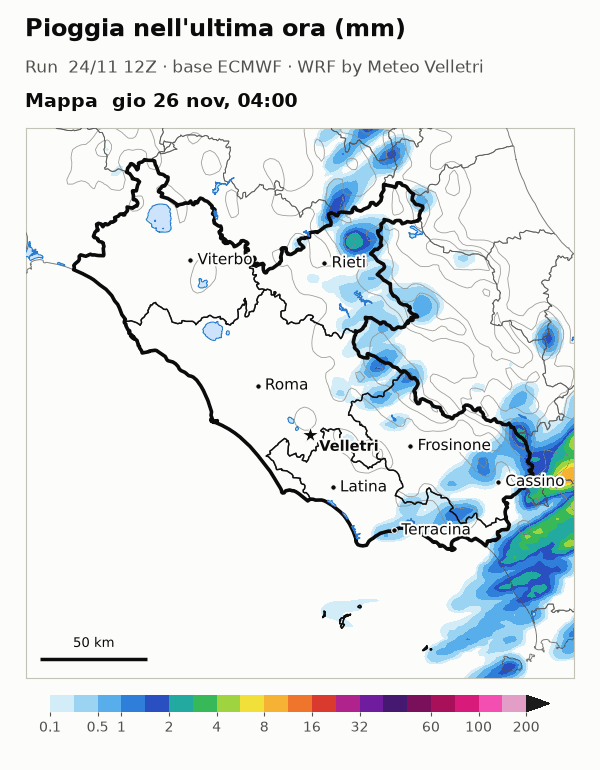 Pioggia nell'ultima ora (mm)
Run  24/11 12Z · base ECMWF · WRF by Meteo Velletri
Mappa  gio 26 nov, 04:00
Viterbo
Rieti
Roma
Velletri
Frosinone
Cassino
Latina
Terracina
50 km
0.1 0.5 1 2 4 8 16 32 60 100 200